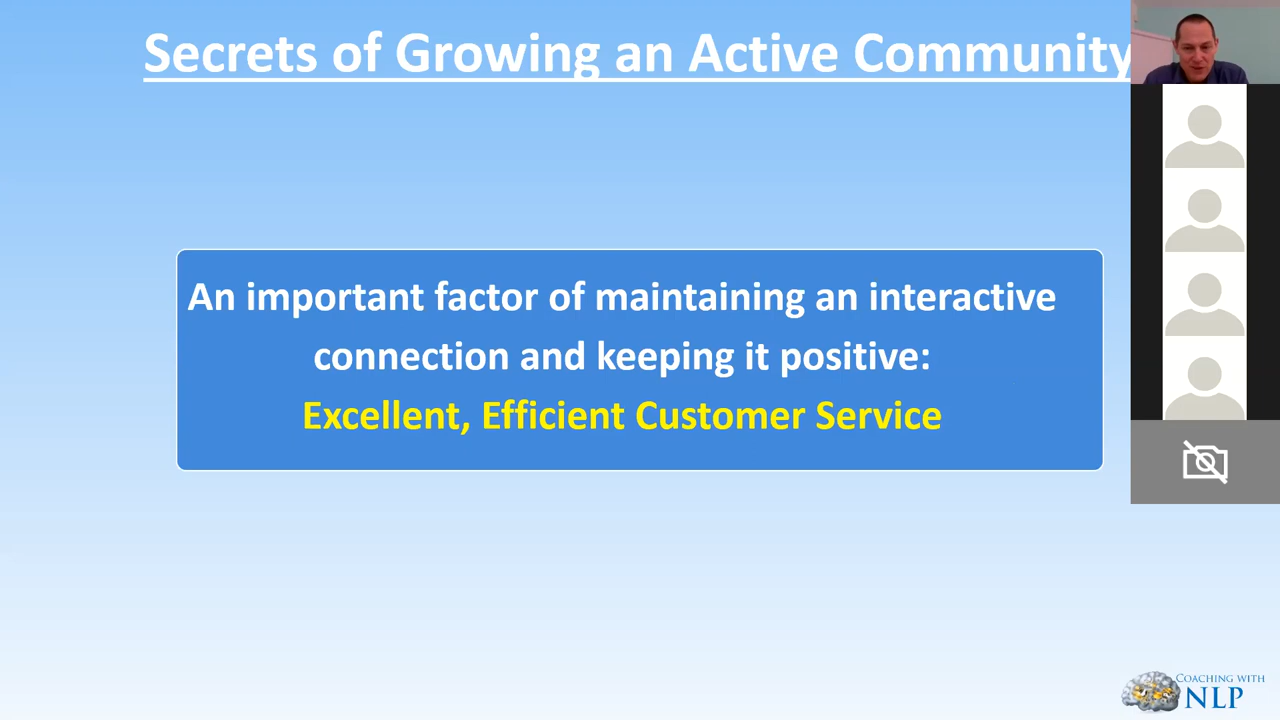 Secrets of Growing an Active Community
An important factor of maintaining an interactive
connection and keeping it positive:
Excellent, Efficient Customer Service
COACHING WITH
NLP